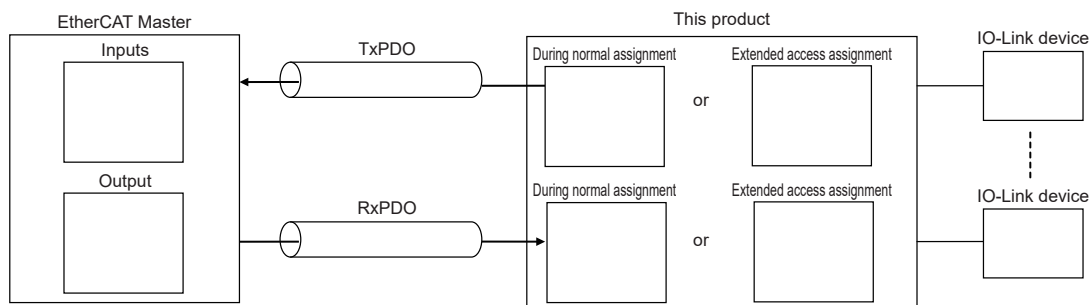 EtherCAT Master
This product
Inputs
TxPDO
During normal assignment
Extended access assignment
IO-Link device
or
Output
RxPDO
During normal assignment
Extended access assignment
IO-Link device
or